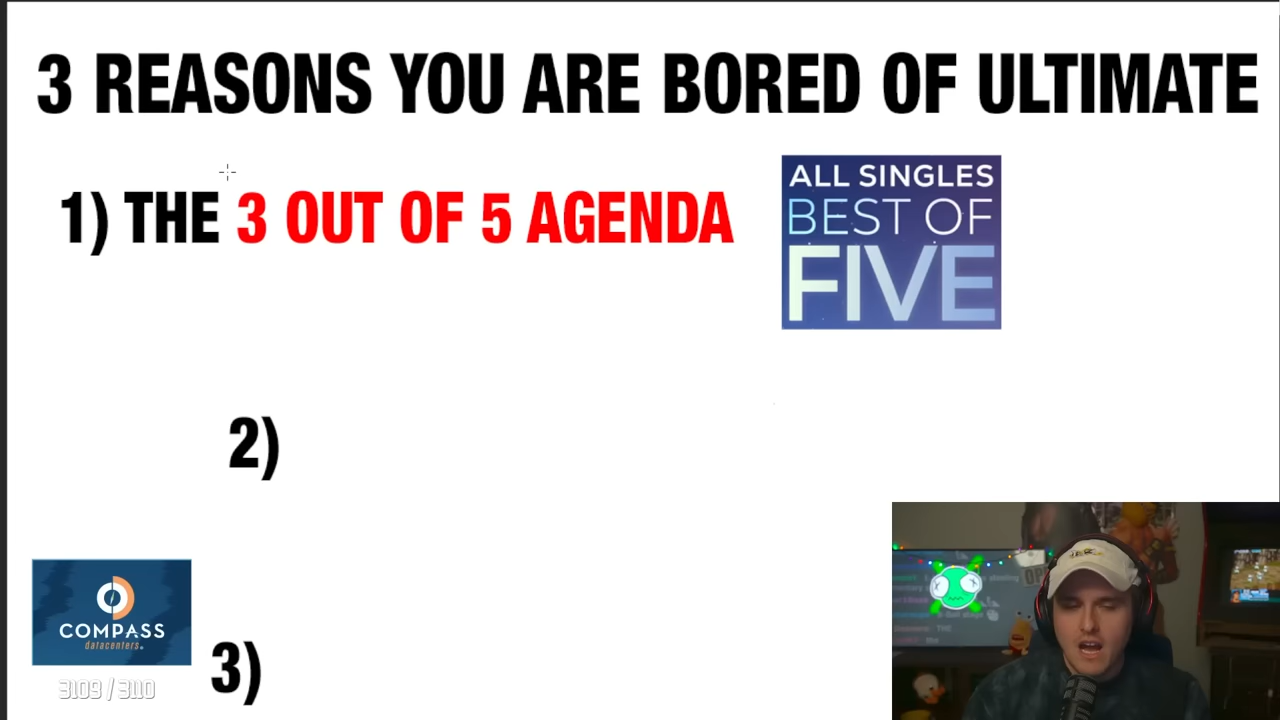 3 REASONS YOU ARE BORED OF ULTIMATE
1) THE 3 OUT OF 5 AGENDA
ALL SINGLES
BEST OF
FIVE
2)
COMPASS
datacenters
3109 / 3110
3)